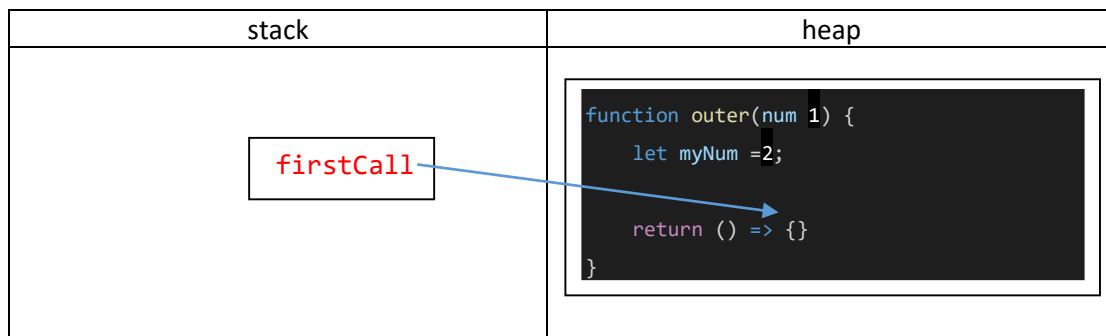 stack
heap
firstCall
function outer(num 1) {
let myNum =2;
return () => {}
}